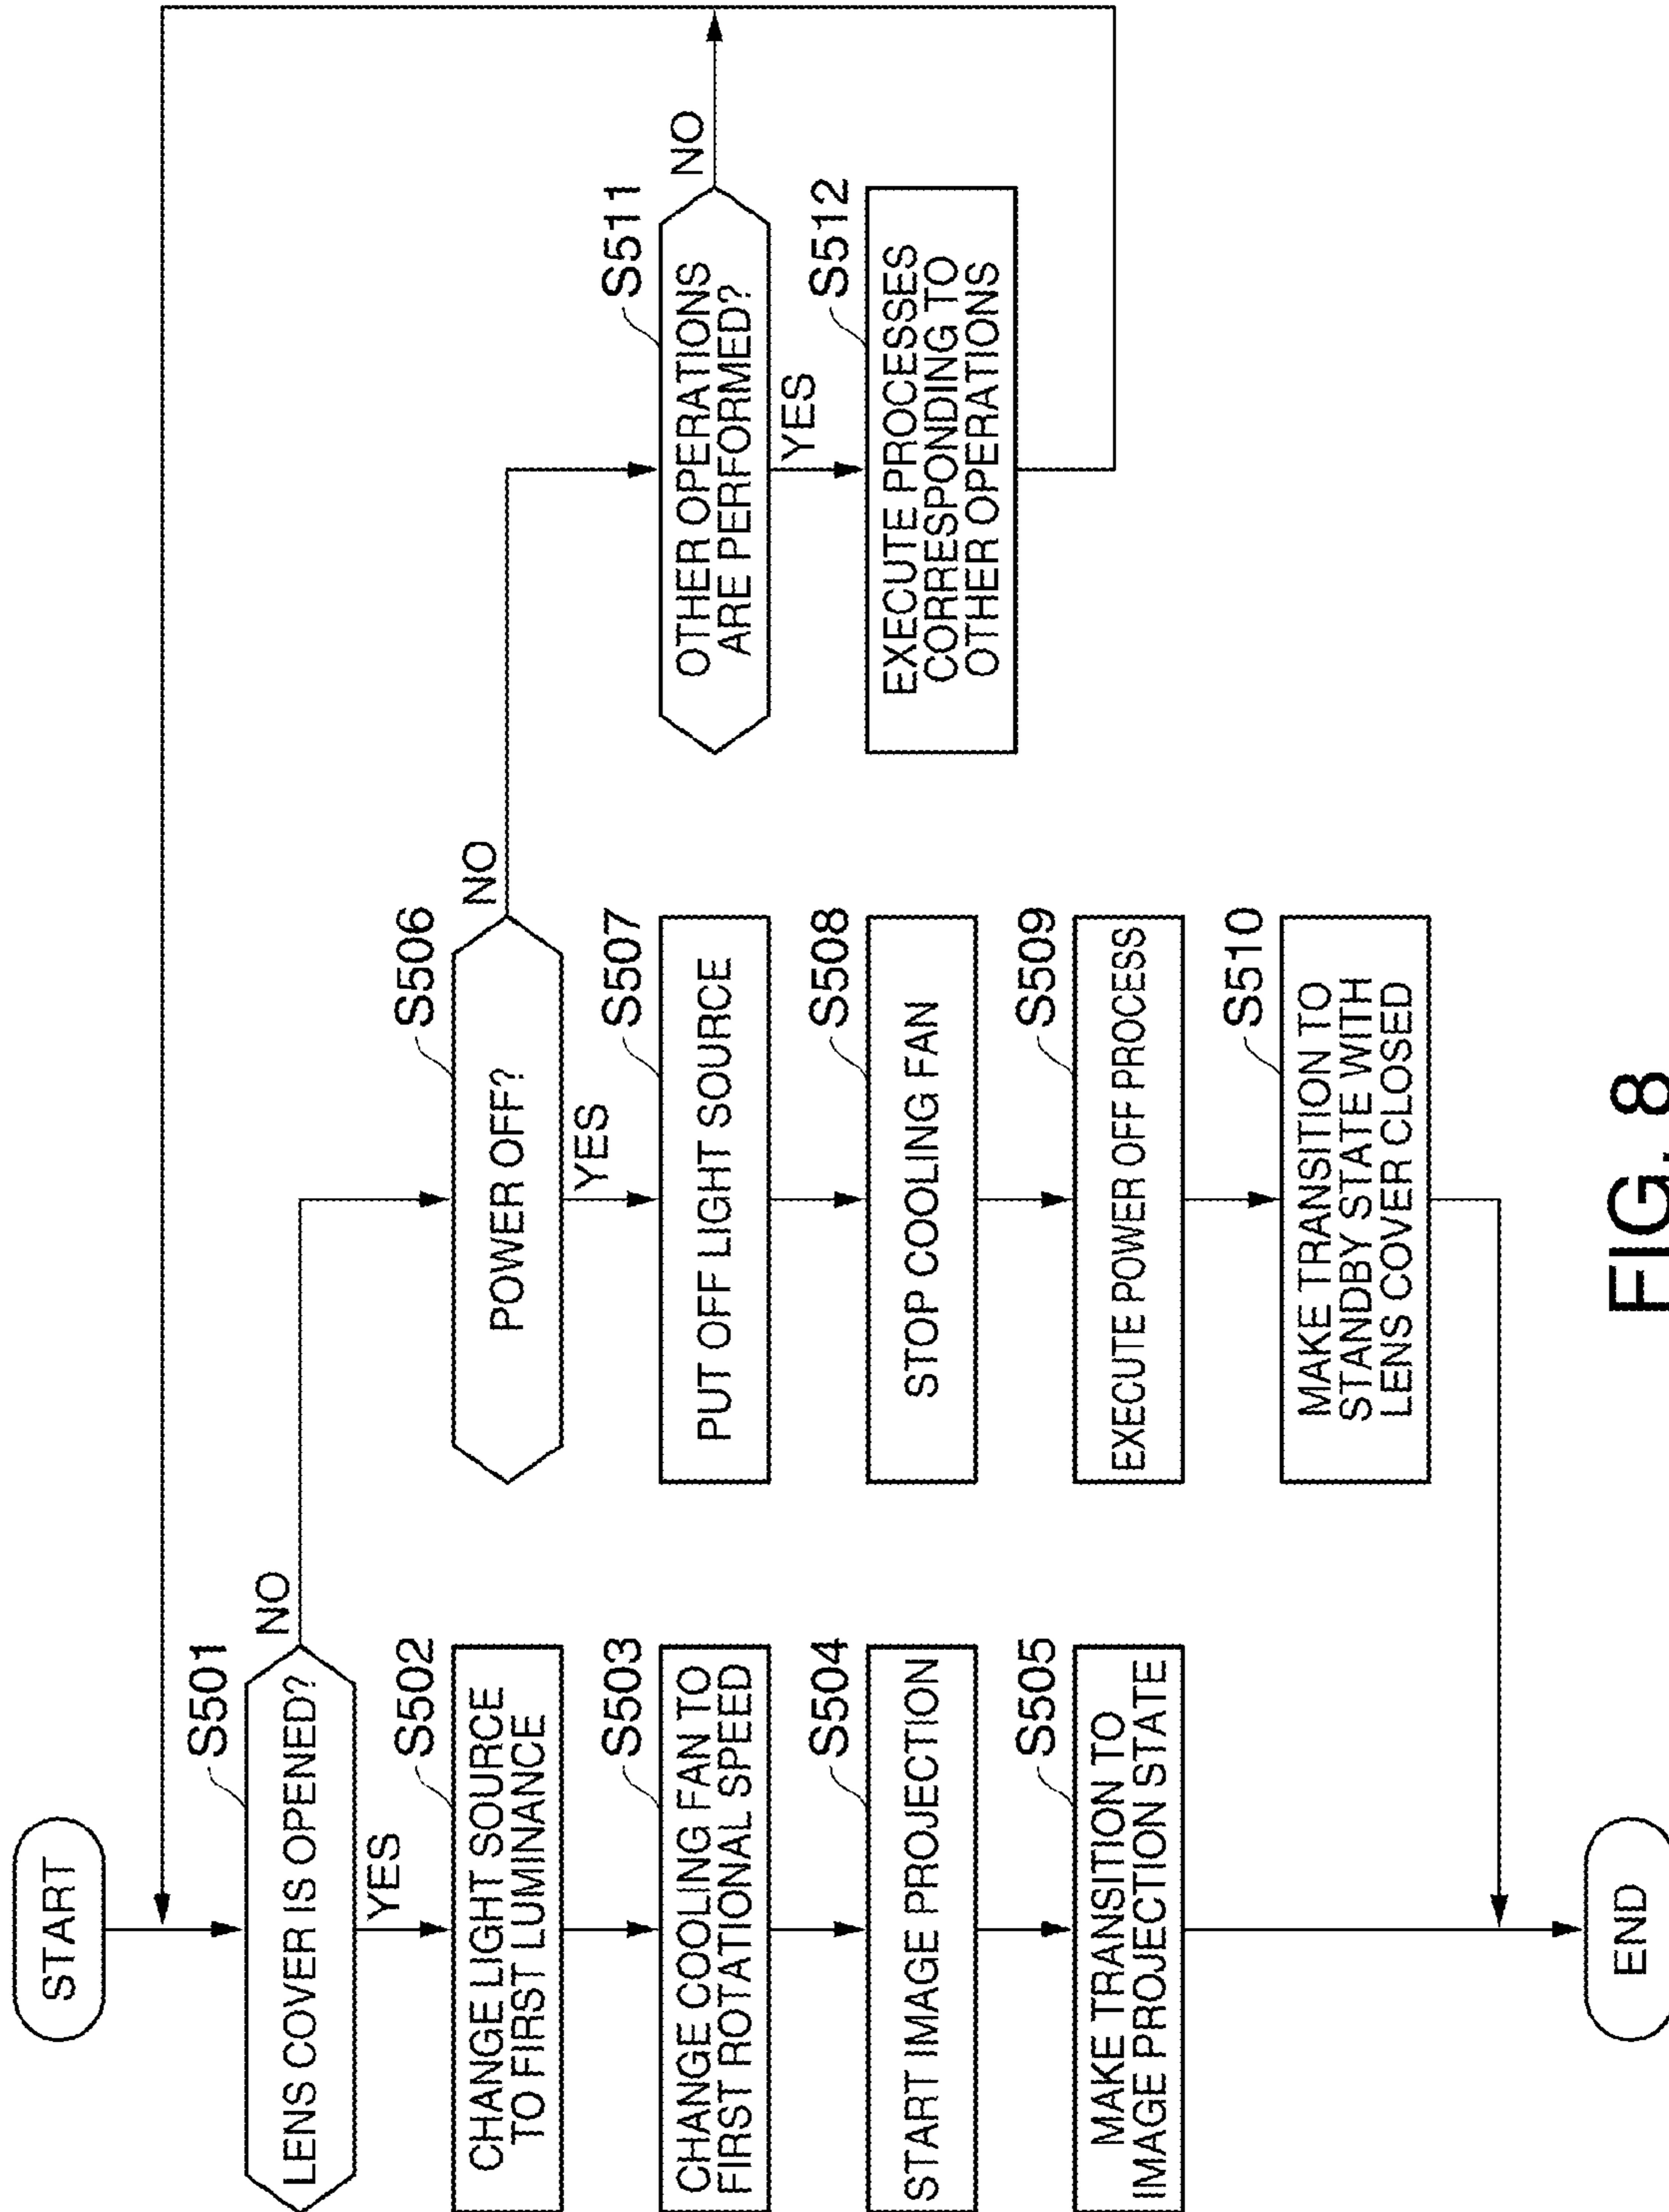 START
S501
LENS COVER IS OPENED?
NO
YES
S502
CHANGE LIGHT SOURCE
TO FIRST LUMINANCE
S503
CHANGE COOLING FAN TO
FIRST ROTATIONAL SPEED
S504
START IMAGE PROJECTION
S505
MAKE TRANSITION TO
IMAGE PROJECTION STATE
S506
POWER OFF?
NO
YES
S507
PUT OFF LIGHT SOURCE
S508
STOP COOLING FAN
S509
EXECUTE POWER OFF PROCESS
S510
MAKE TRANSITION TO
STANDBY STATE WITH
LENS COVER CLOSED
S511
OTHER OPERATIONS
ARE PERFORMED?
NO
YES
S512
EXECUTE PROCESSES
CORRESPONDING TO
OTHER OPERATIONS
END
FIG. 8